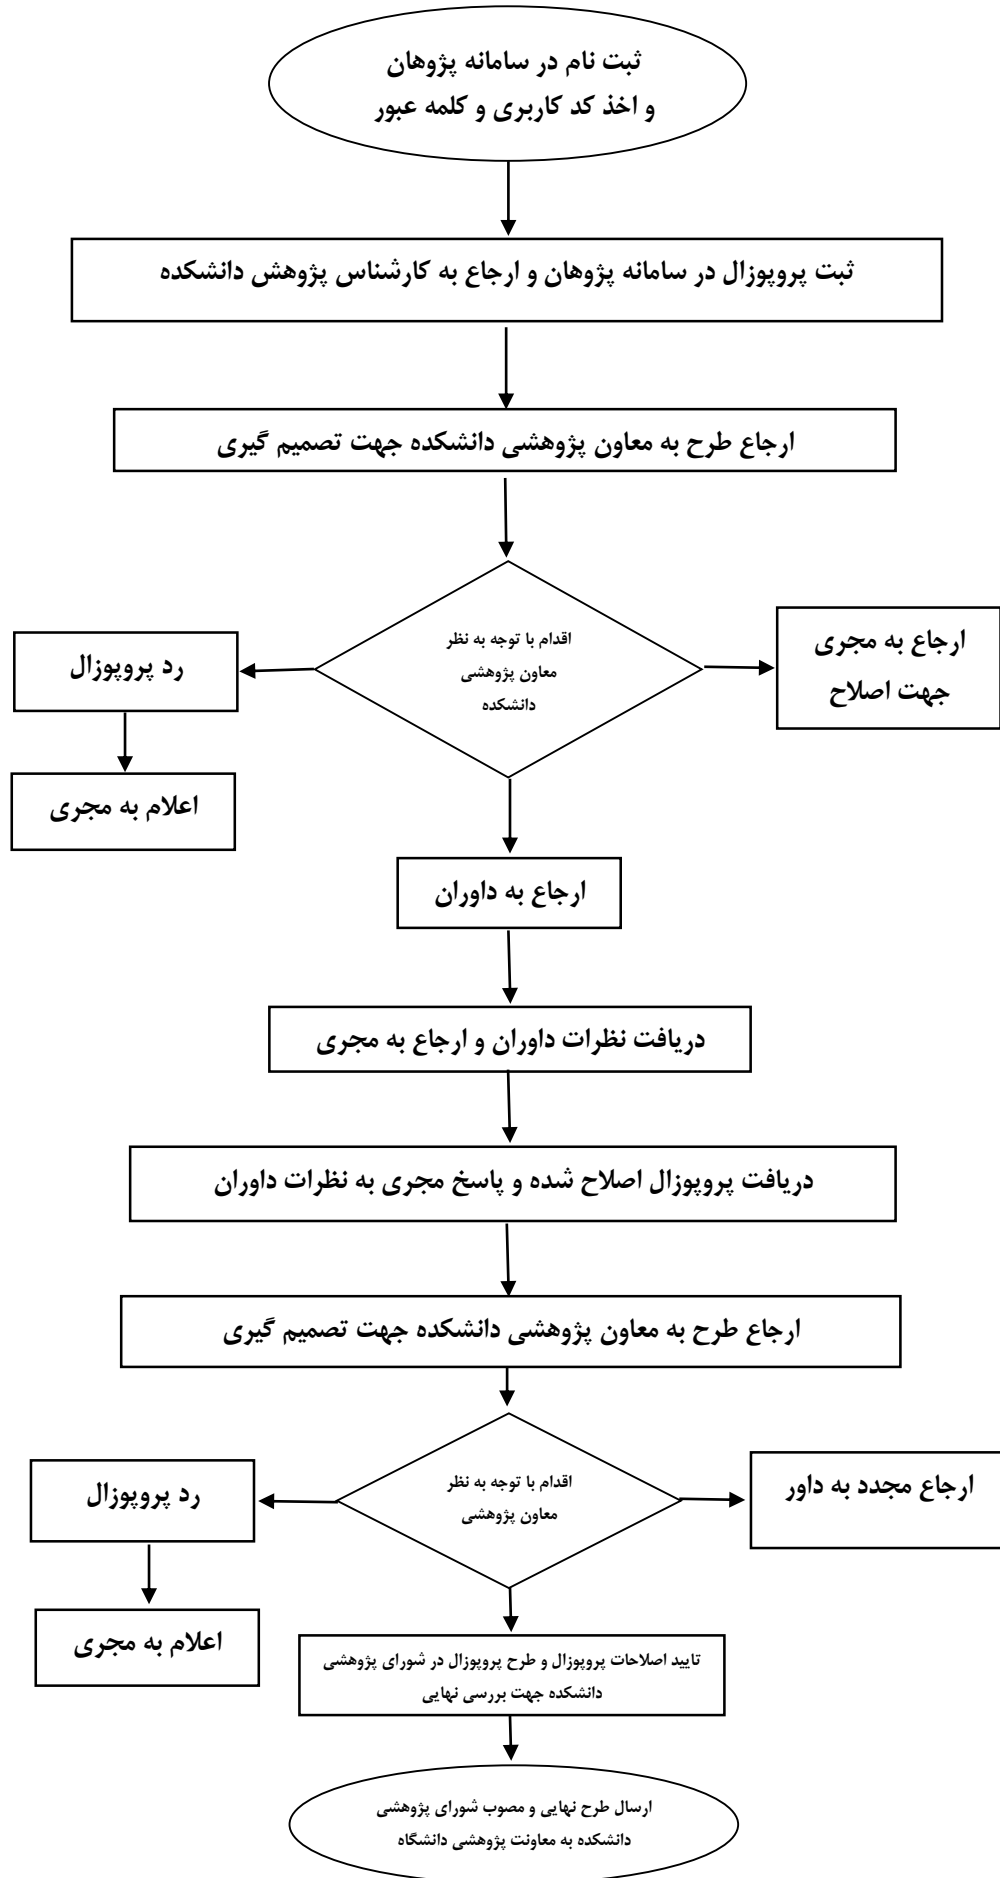 ثبت نام در سامانه پژوهان
و اخذ کد کاربری و کلمه عبور
ثبت پروپوزال در سامانه پژوهان و ارجاع به کارشناس پژوهش دانشکده
ارجاع طرح به معاون پژوهشی دانشکده جهت تصمیم گیری
ارجاع به مجری
جهت اصلاح
اقدام با توجه به نظر
معاون پژوهشی
دانشکده
رد پروپوزال
اعلام به مجری
ارجاع به داوران
دریافت نظرات داوران و ارجاع به مجری
دریافت پروپوزال اصلاح شده و پاسخ مجری به نظرات داوران
ارجاع طرح به معاون پژوهشی دانشکده جهت تصمیم گیری
ارجاع مجدد به داور
اقدام با توجه به نظر
معاون پژوهشی
رد پروپوزال
اعلام به مجری
تایید اصلاحات پروپوزال و طرح پروپوزال در شورای پژوهشی
دانشکده جهت بررسی نهایی
ارسال طرح نهایی و مصوب شورای پژوهشی
دانشکده به معاونت پژوهشی دانشگاه